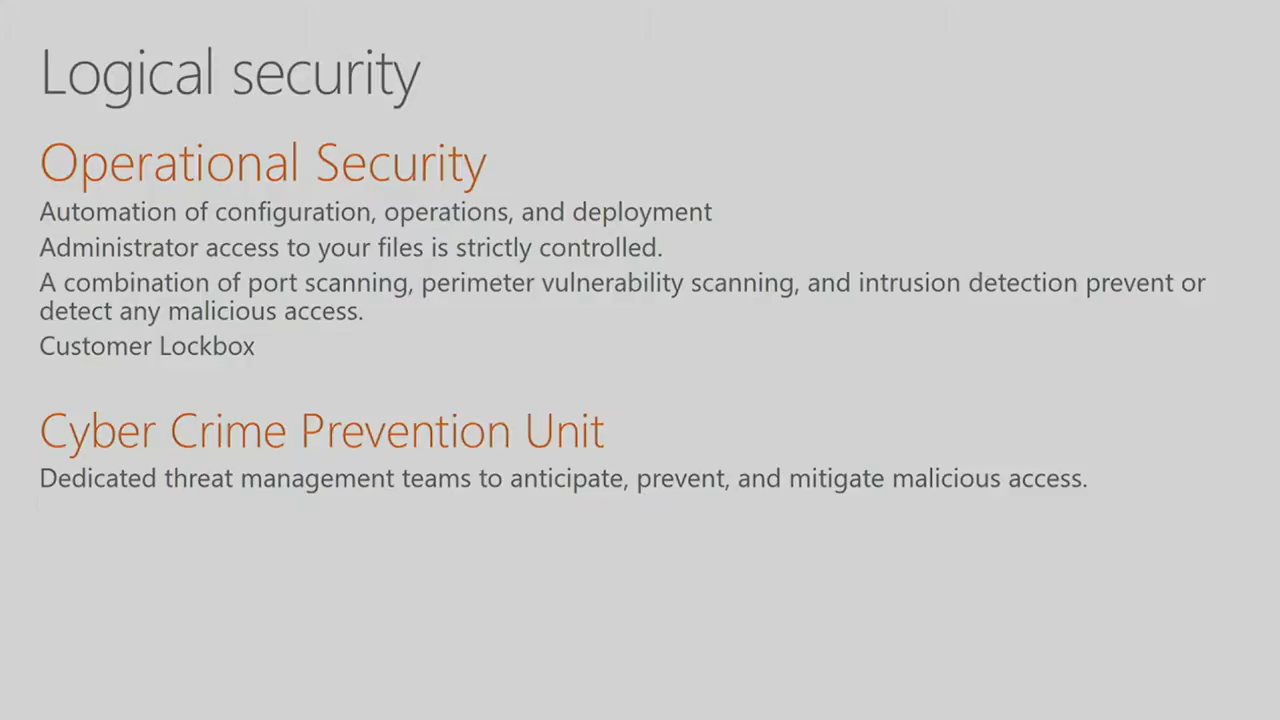 Logical security
Operational Security
Automation of configuration, operations, and deployment
Administrator access to your files is strictly controlled.
A combination of port scanning, perimeter vulnerability scanning, and intrusion detection prevent or
detect any malicious access.
Customer Lockbox
Cyber Crime Prevention Unit
Dedicated threat management teams to anticipate, prevent, and mitigate malicious access.